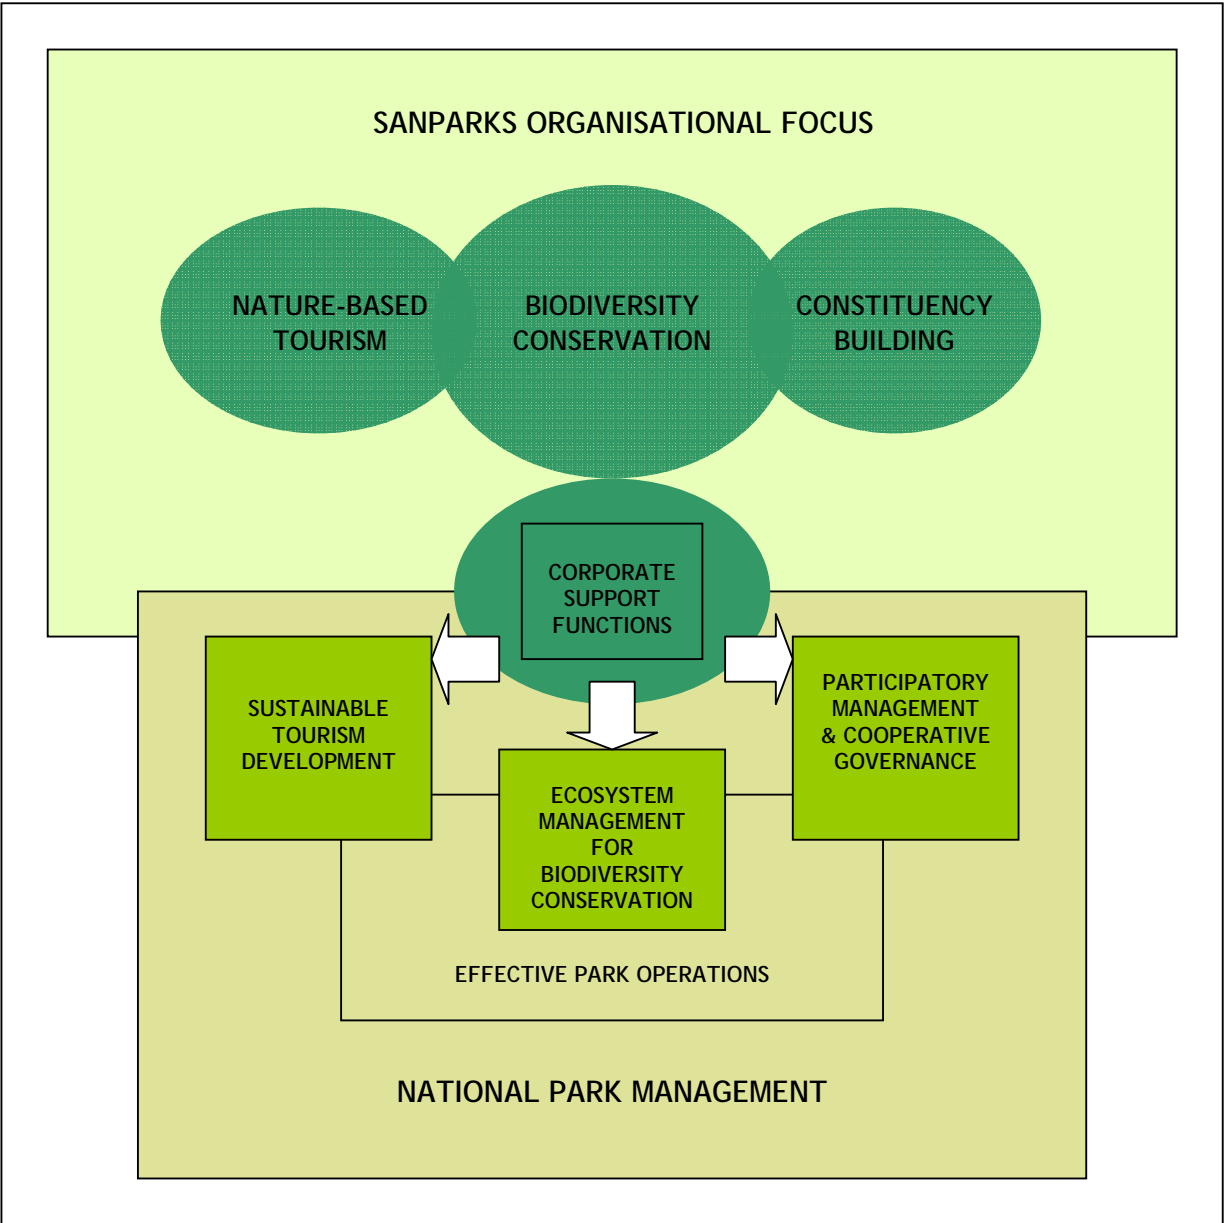 SANPARKS ORGANISATIONAL FOCUS
NATURE-BASED
TOURISM
BIODIVERSITY
CONSERVATION
CONSTITUENCY
BUILDING
CORPORATE
SUPPORT
FUNCTIONS
SUSTAINABLE
TOURISM
DEVELOPMENT
ECOSYSTEM
MANAGEMENT
FOR
BIODIVERSITY
CONSERVATION
PARTICIPATORY
MANAGEMENT
& COOPERATIVE
GOVERNANCE
EFFECTIVE PARK OPERATIONS
NATIONAL PARK MANAGEMENT